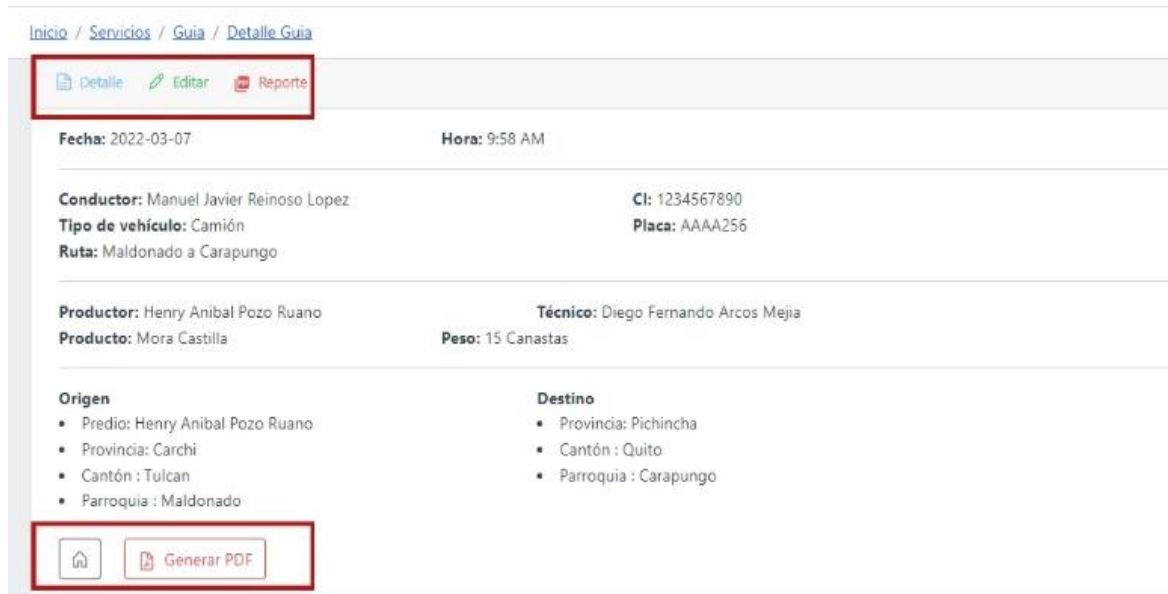 Inicio / Servicios / Guia / Detalle Guia
Detalle Editar Reporte
Fecha: 2022-03-07 Hora: 9:58 AM
Conductor: Manuel Javier Reinoso Lopez CI: 1234567890
Tipo de vehículo: Camión Placa: AAAA256
Ruta: Maldonado a Carapungo
Productor: Henry Anibal Pozo Ruano Técnico: Diego Fernando Arcos Mejia
Producto: Mora Castilla Peso: 15 Canastas
Origen Destino
• Predio: Henry Anibal Pozo Ruano • Provincia: Pichincha
• Provincia: Carchi • Cantón : Quito
• Cantón : Tulcan • Parroquia : Carapungo
• Parroquia : Maldonado
Generar PDF